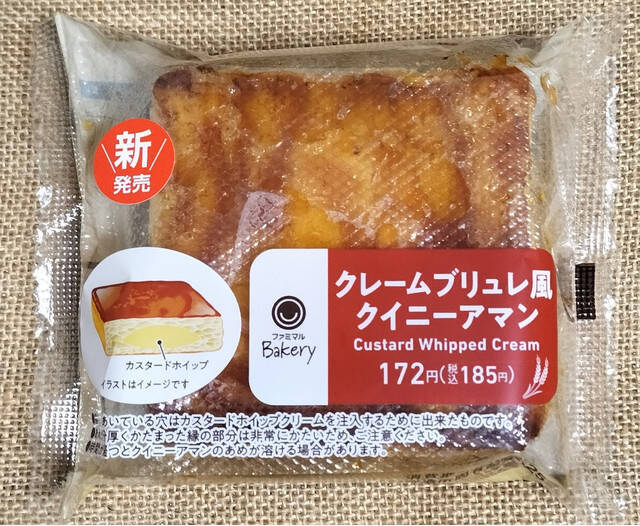 新
発売
クレームブリュレ風
クイニーアマン
Custard Whipped Cream
172円(税込185円)
ファミマル
Bakery
カスタードホイップ
イラストはイメージです
あいている穴はカスタードホイップクリームを注入するために出来たものです。
厚くかたまった縁の部分は非常にかたいため、ご注意ください。
つとクイニーアマンのあめが溶ける場合があります。